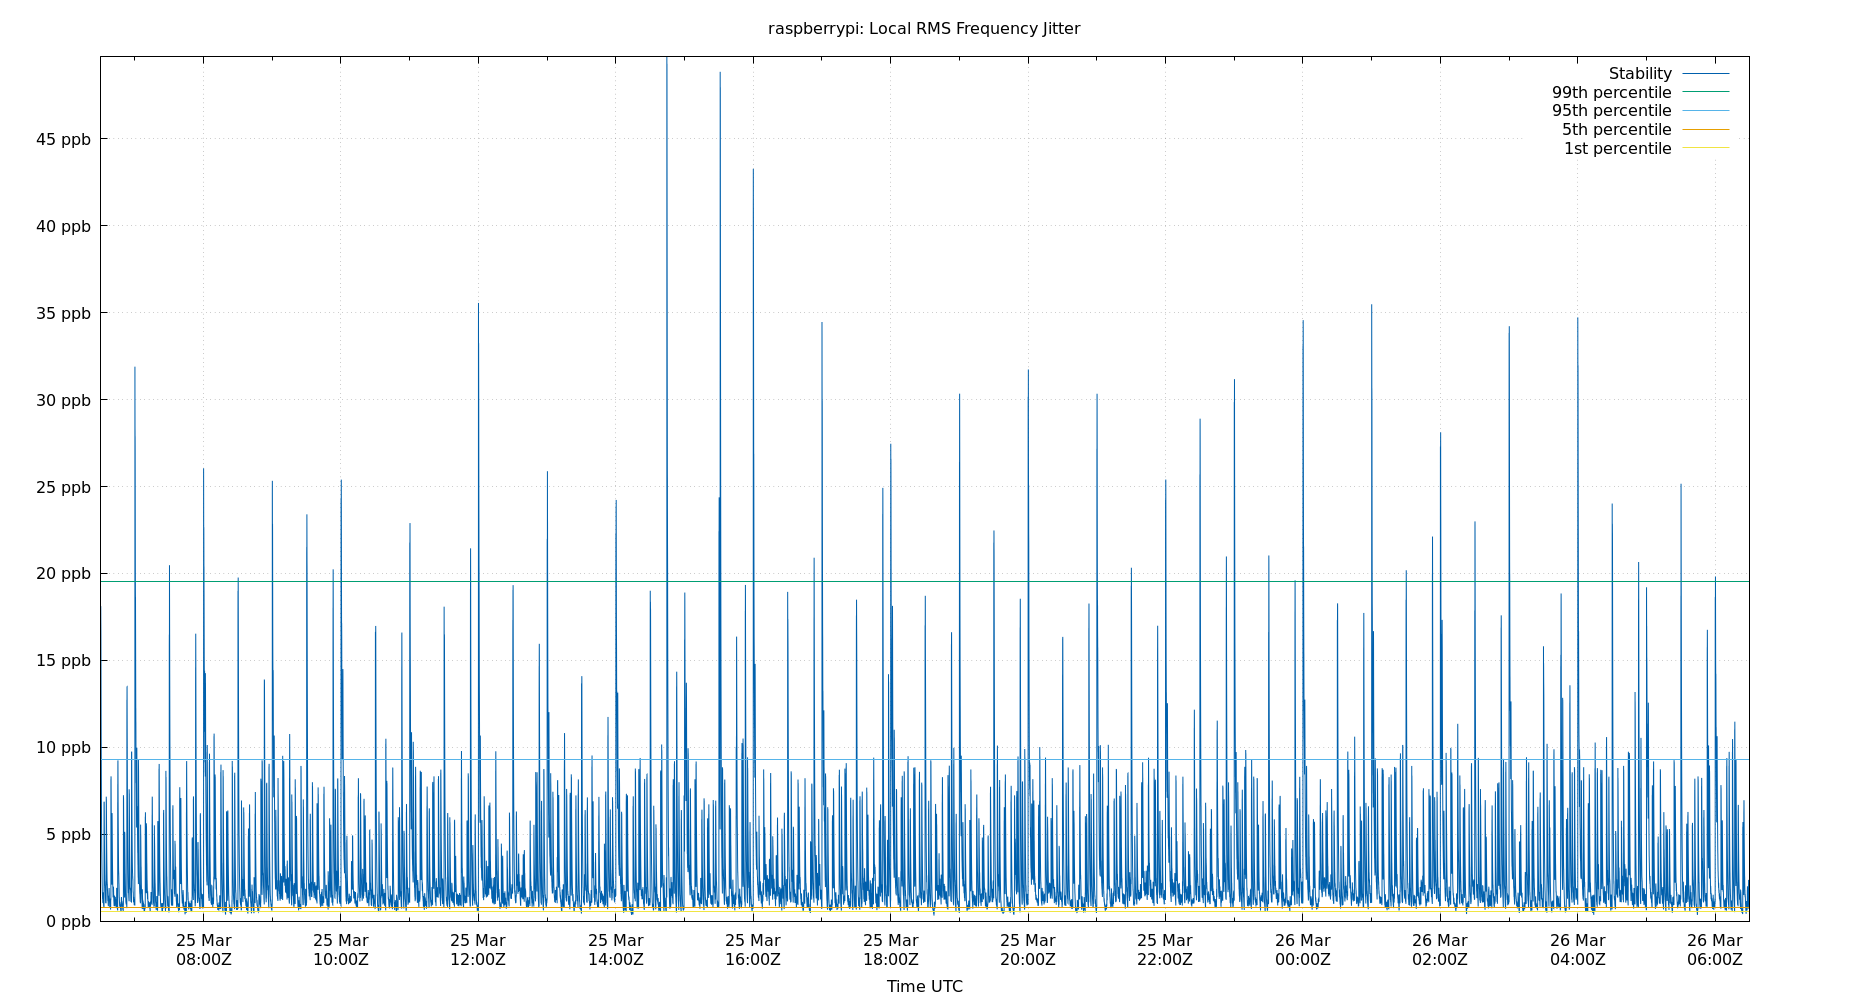 raspberrypi: Local RMS Frequency Jitter
Stability
99th percentile
95th percentile
5th percentile
1st percentile
45 ppb
40 ppb
35 ppb
30 ppb
25 ppb
20 ppb
15 ppb
10 ppb
5 ppb
0 ppb
25 Mar 25 Mar 25 Mar 25 Mar 25 Mar 25 Mar 25 Mar 25 Mar 26 Mar 26 Mar 26 Mar 26 Mar
08:00Z 10:00Z 12:00Z 14:00Z 16:00Z 18:00Z 20:00Z 22:00Z 00:00Z 02:00Z 04:00Z 06:00Z
Time UTC